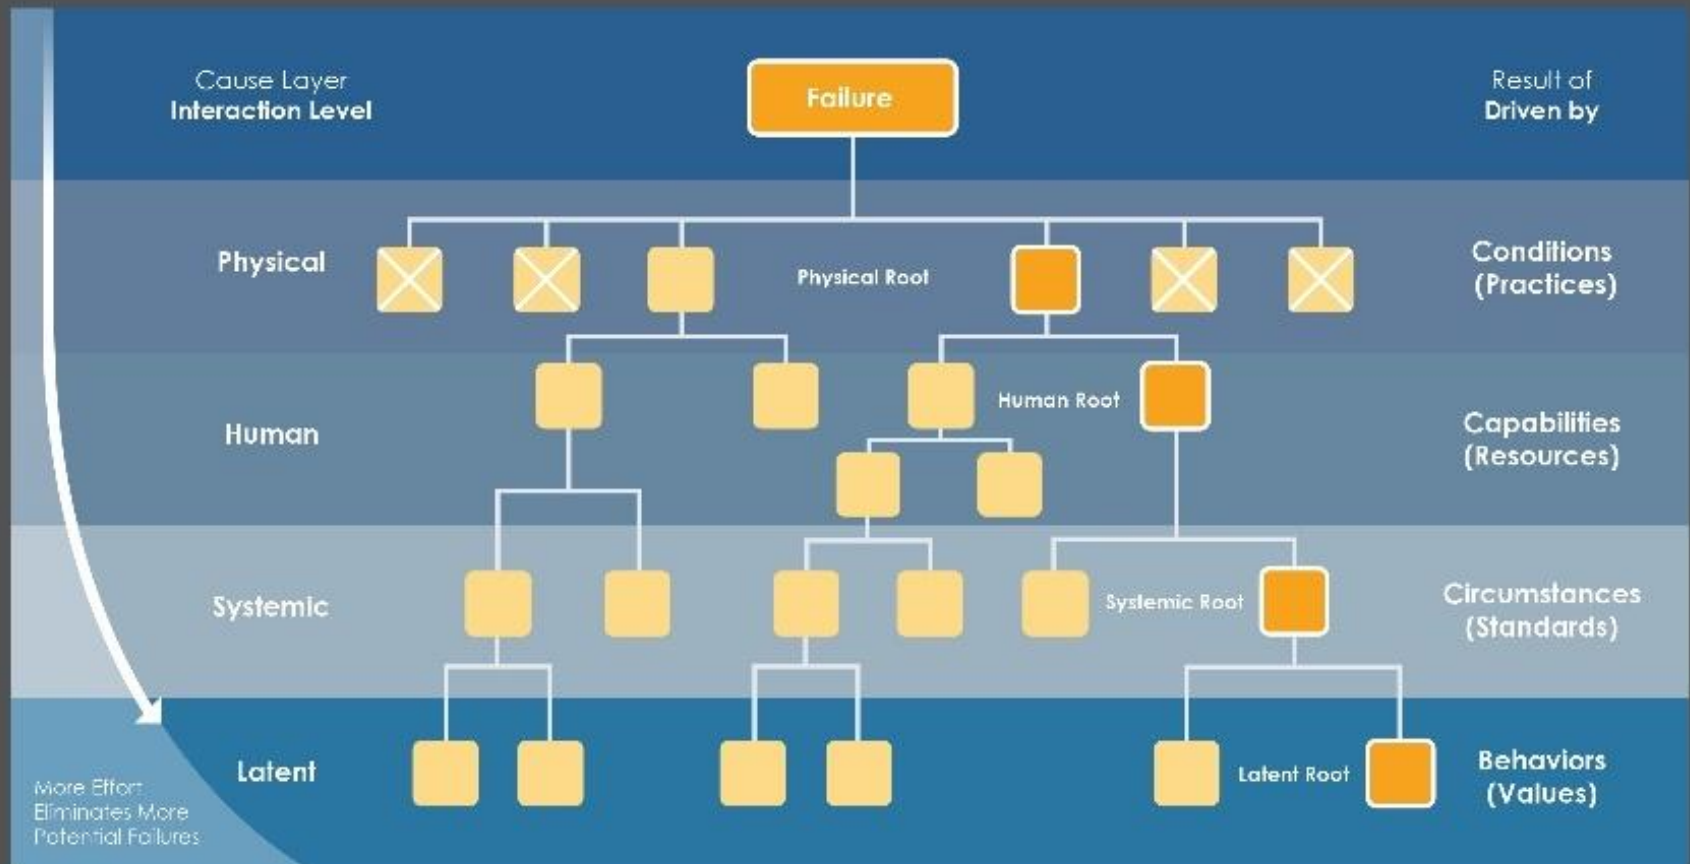 Cause Layer
Interaction Level
Failure
Result of
Driven by
Physical
Physical Root
Conditions
(Practices)
Human
Human Root
Capabilities
(Resources)
Systemic
Systemic Root
Circumstances
(Standards)
Latent
Latent Root
Behaviors
(Values)
More Effort
Eliminates More
Potential Failures